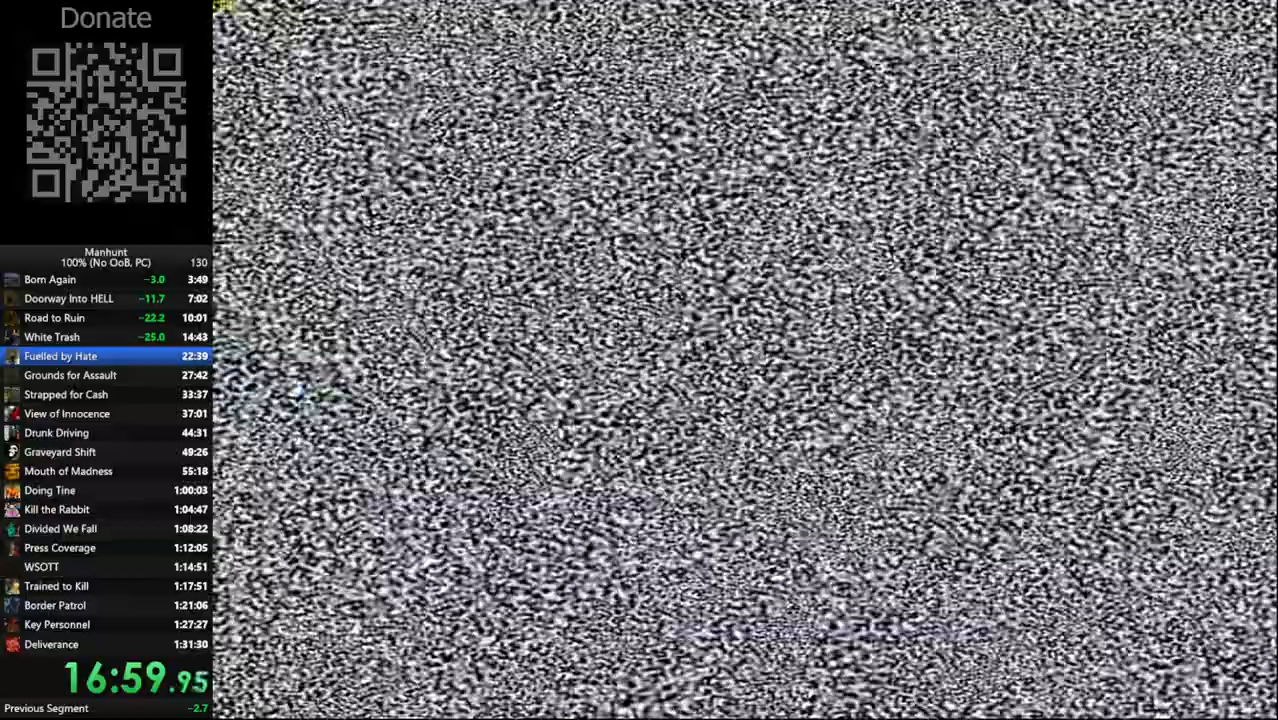 Donate
Manhunt
100% (No OoB, PC) 130
Born Again -3.0 3:49
Doorway Into HELL -11.7 7:02
Road to Ruin -22.2 10:01
White Trash -25.0 14:43
Fuelled by Hate 22:39
Grounds for Assault 27:42
Strapped for Cash 33:37
View of Innocence 37:01
Drunk Driving 44:31
Graveyard Shift 49:26
Mouth of Madness 55:18
Doing Tine 1:00:03
Kill the Rabbit 1:04:47
Divided We Fall 1:08:22
Press Coverage 1:12:05
WSOTT 1:14:51
Trained to Kill 1:17:51
Border Patrol 1:21:06
Key Personnel 1:27:27
Deliverance 1:31:30
16:59.95
Previous Segment -2.7